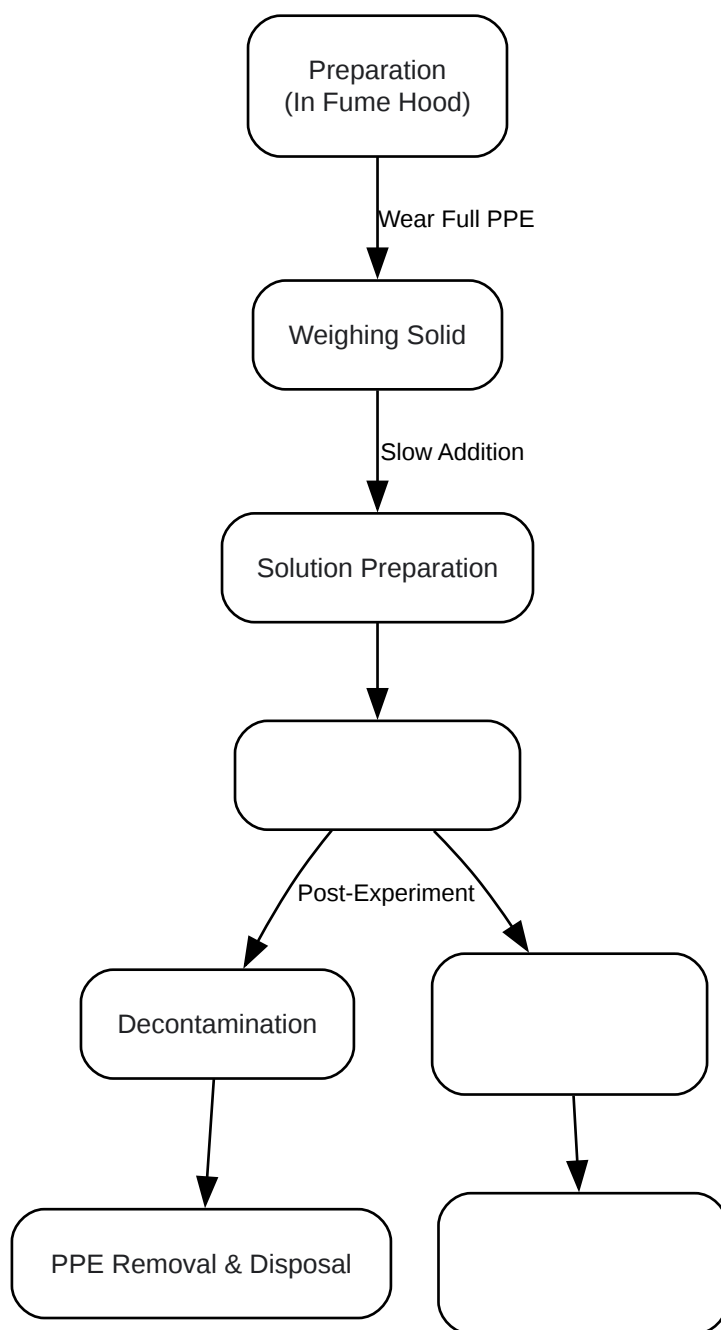 Preparation
(In Fume Hood)
Wear Full PPE
Weighing Solid
Slow Addition
Solution Preparation
Post-Experiment
Decontamination
PPE Removal & Disposal